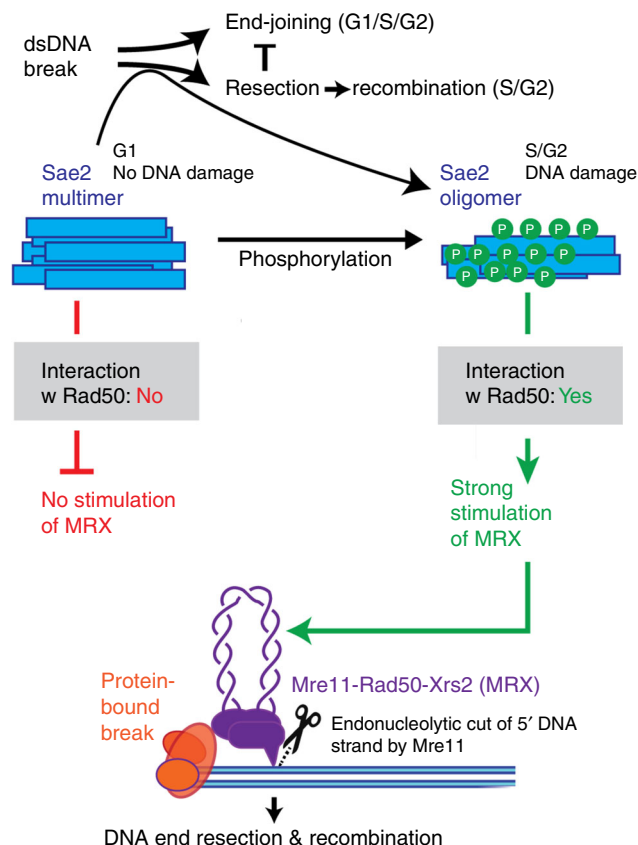 dsDNA
break
End-joining (G1/S/G2)
Resection
recombination (S/G2)
G1
No DNA damage
Sae2
multimer
S/G2
DNA damage
Sae2
oligomer
Phosphorylation
P P P P
P P P P P
P P P P
Interaction
w Rad50: No
Interaction
w Rad50: Yes
No stimulation
of MRX
Strong
stimulation
of MRX
Protein-
bound
break
Mre11-Rad50-Xrs2 (MRX)
Endonucleolytic cut of 5′ DNA
strand by Mre11
DNA end resection & recombination